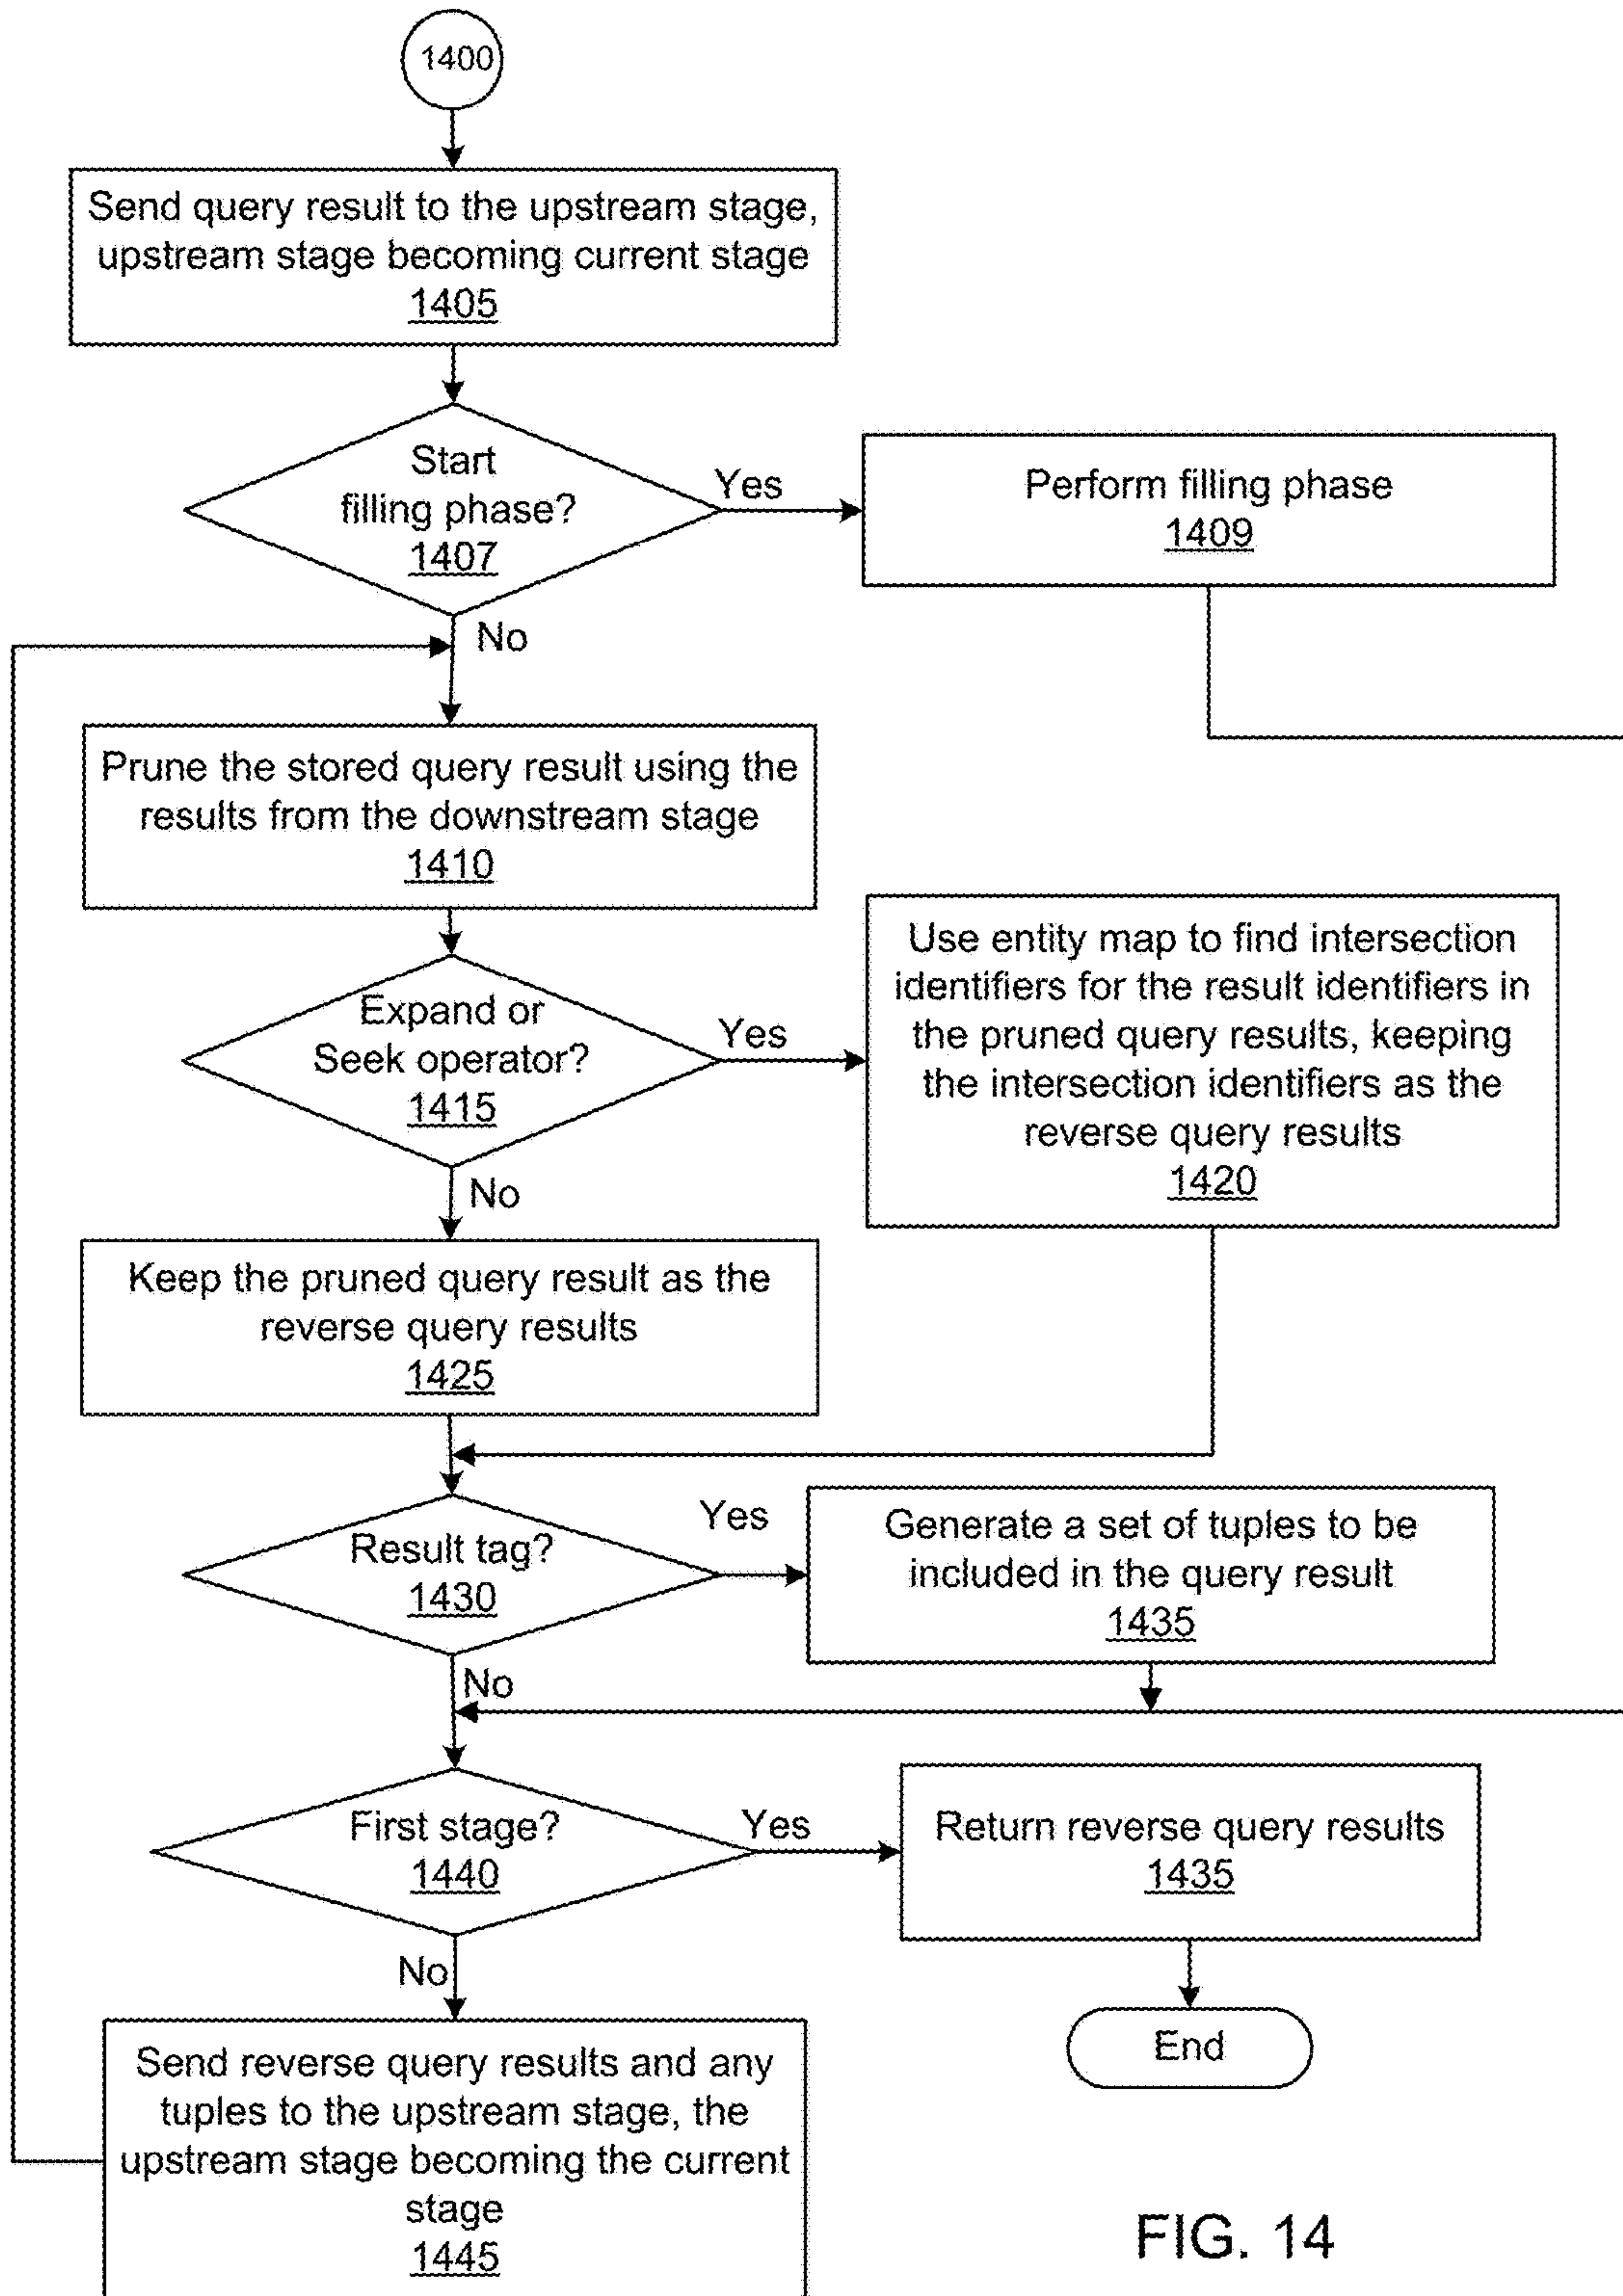 1400
Send query result to the upstream stage,
upstream stage becoming current stage
1405
Start
filling phase?
1407
Yes
Perform filling phase
1409
No
Prune the stored query result using the
results from the downstream stage
1410
Expand or
Seek operator?
1415
Yes
Use entity map to find intersection
identifiers for the result identifiers in
the pruned query results, keeping
the intersection identifiers as the
reverse query results
1420
No
Keep the pruned query result as the
reverse query results
1425
Result tag?
1430
Yes
Generate a set of tuples to be
included in the query result
1435
No
First stage?
1440
Yes
Return reverse query results
1435
No
End
Send reverse query results and any
tuples to the upstream stage, the
upstream stage becoming the current
stage
1445
FIG. 14